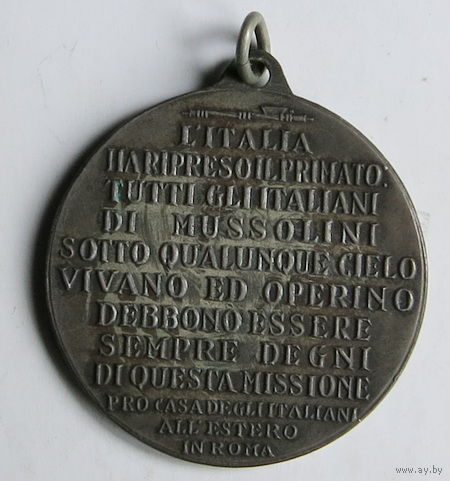 L'ITALIA
HA RIPRESO IL PRIMATO:
TUTTI GLI ITALIANI
DI MUSSOLINI
SOTTO QUALUNQUE CIELO
VIVANO ED OPERINO
DEBBONO ESSERE
SEMPRE DEGNI
DI QUESTA MISSIONE
PRO CASA DEGLI ITALIANI
ALL'ESTERO
IN ROMA
www.ay.by